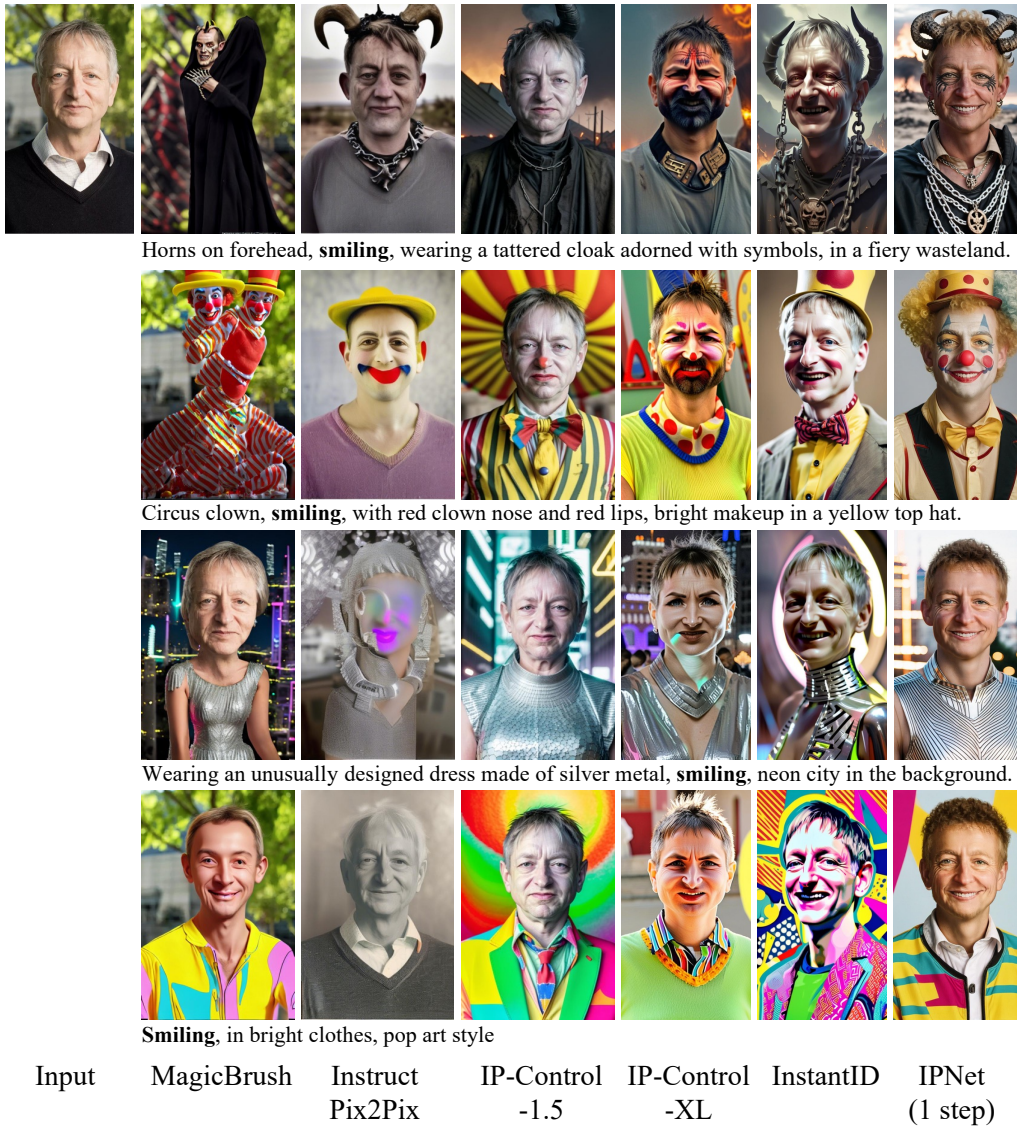 Horns on forehead, smiling, wearing a tattered cloak adorned with symbols, in a fiery wasteland.
Circus clown, smiling, with red clown nose and red lips, bright makeup in a yellow top hat.
Wearing an unusually designed dress made of silver metal, smiling, neon city in the background.
Smiling, in bright clothes, pop art style
Input MagicBrush Instruct IP-Control IP-Control InstantID IPNet
Pix2Pix -1.5 -XL (1 step)